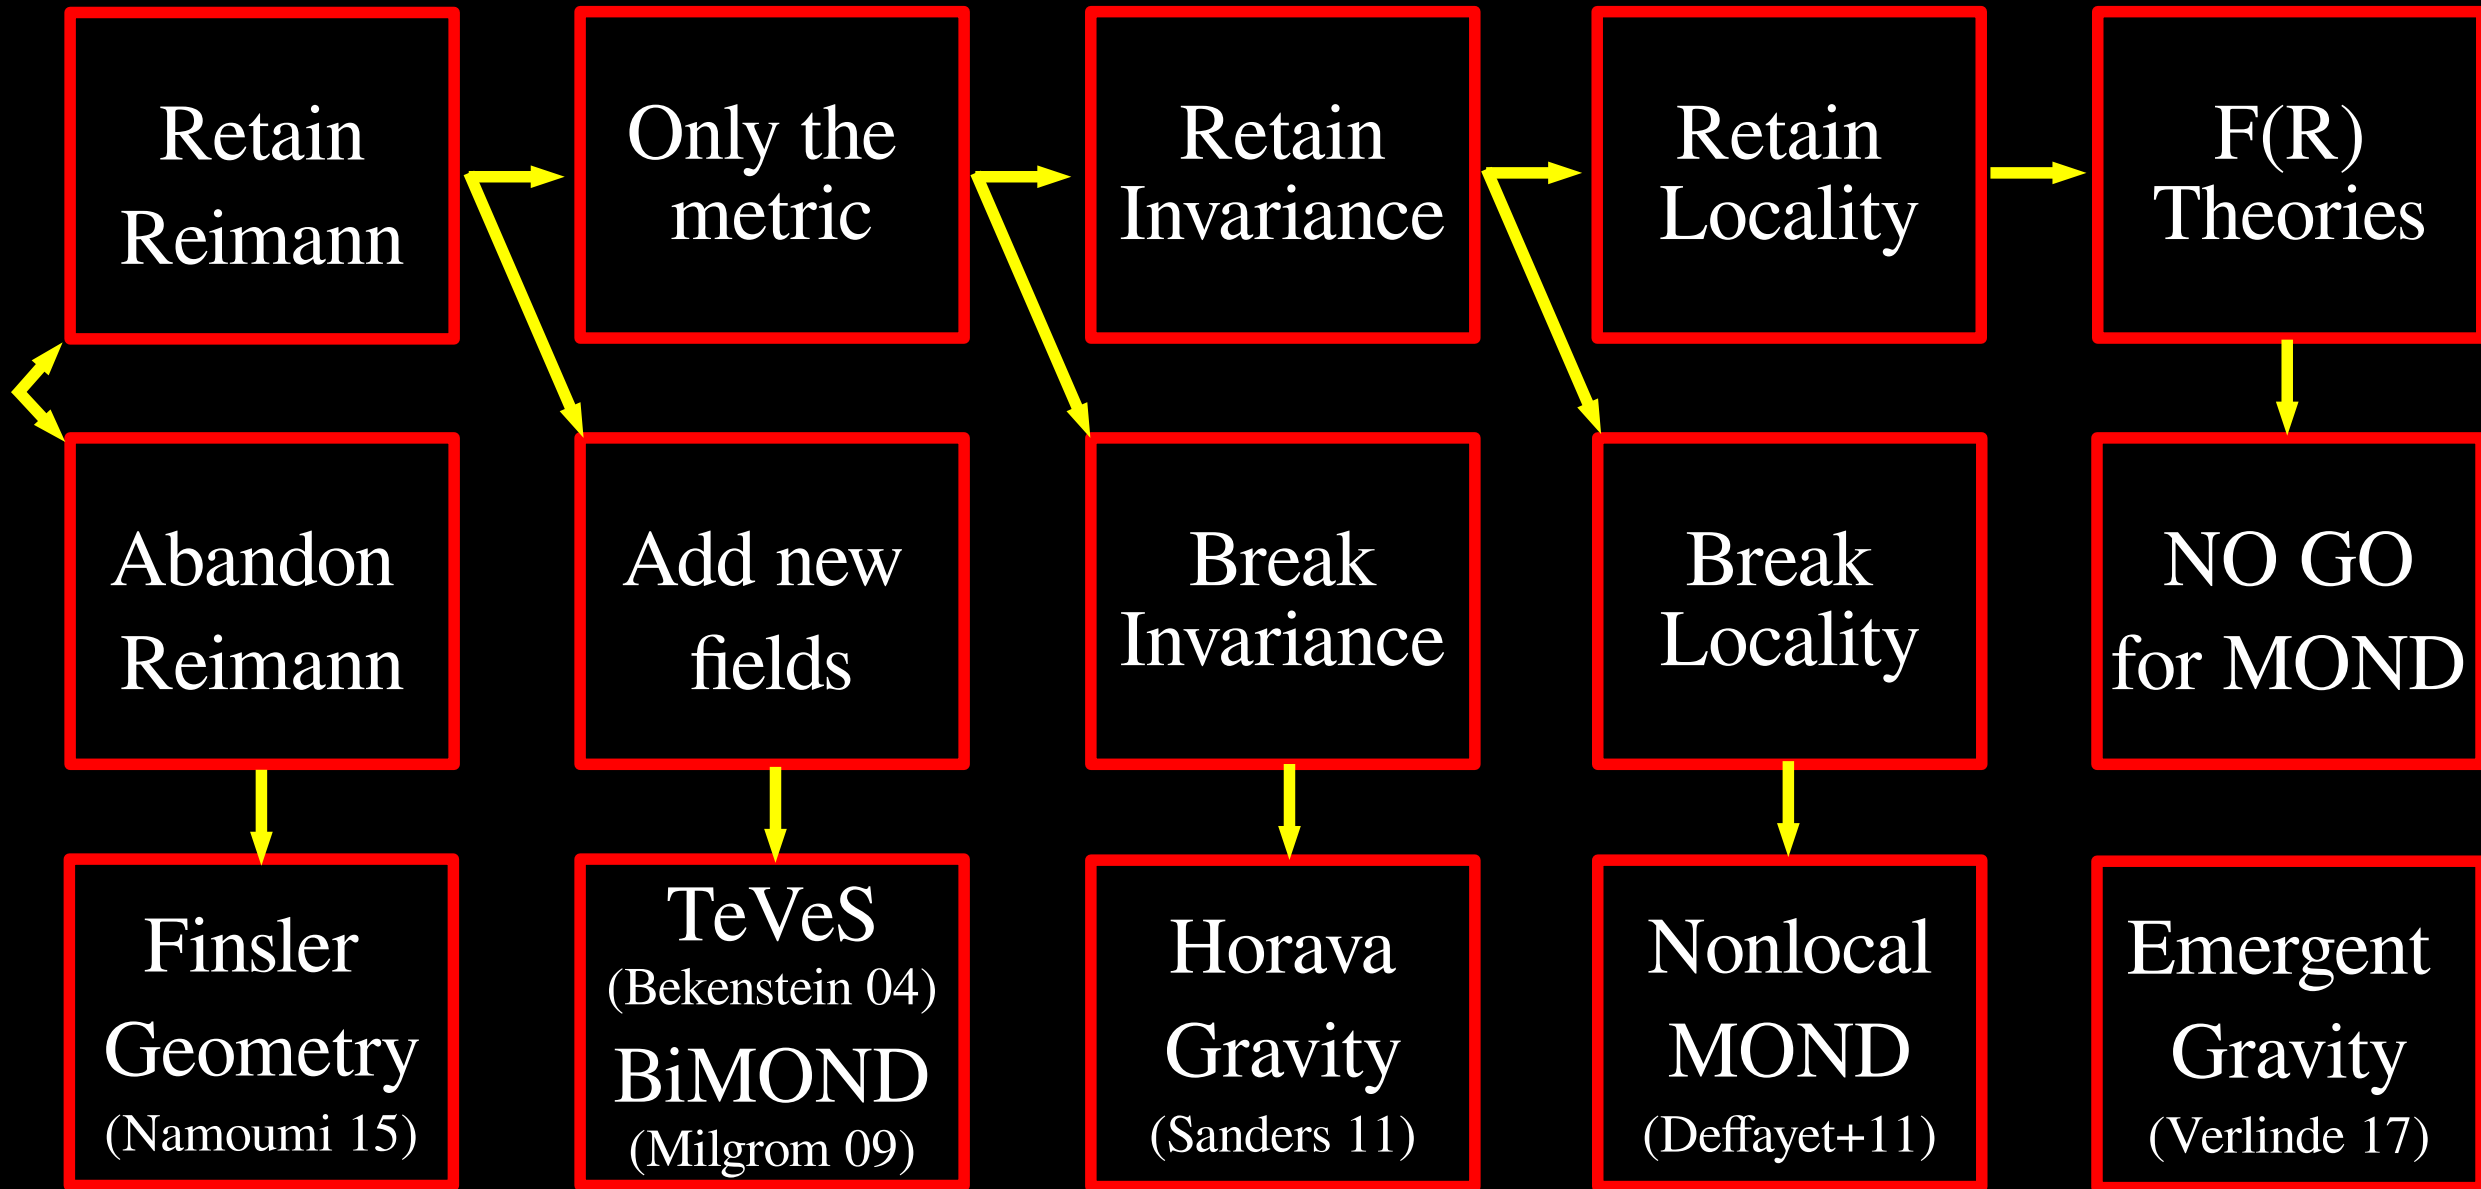 Retain
Reimann
Only the
metric
Retain
Invariance
Retain
Locality
F(R)
Theories
Abandon
Reimann
Add new
fields
Break
Invariance
Break
Locality
NO GO
for MOND
Finsler
Geometry
(Namoumi 15)
TeVeS
(Bekenstein 04)
BiMOND
(Milgrom 09)
Horava
Gravity
(Sanders 11)
Nonlocal
MOND
(Deffayet+11)
Emergent
Gravity
(Verlinde 17)